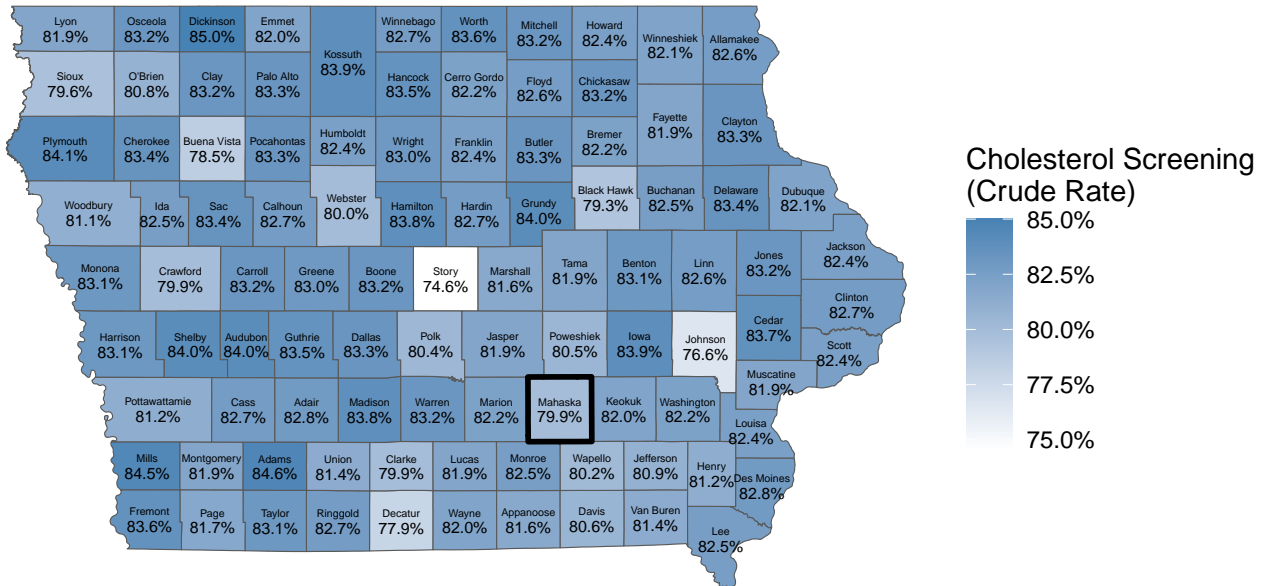 Lyon
81.9%
Osceola
83.2%
Dickinson
85.0%
Emmet
82.0%
Winnebago
82.7%
Worth
83.6%
Mitchell
83.2%
Howard
82.4%
Winneshiek
82.1%
Allamakee
82.6%
Kossuth
83.9%
Sioux
79.6%
O'Brien
80.8%
Clay
83.2%
Palo Alto
83.3%
Hancock
83.5%
Cerro Gordo
82.2%
Floyd
82.6%
Chickasaw
83.2%
Fayette
81.9%
Clayton
83.3%
Plymouth
84.1%
Cherokee
83.4%
Buena Vista
78.5%
Pocahontas
83.3%
Humboldt
82.4%
Wright
83.0%
Franklin
82.4%
Butler
83.3%
Bremer
82.2%
Woodbury
81.1%
Ida
82.5%
Sac
83.4%
Calhoun
82.7%
Webster
80.0%
Hamilton
83.8%
Hardin
82.7%
Grundy
84.0%
Black Hawk
79.3%
Buchanan
82.5%
Delaware
83.4%
Dubuque
82.1%
Monona
83.1%
Crawford
79.9%
Carroll
83.2%
Greene
83.0%
Boone
83.2%
Story
74.6%
Marshall
81.6%
Tama
81.9%
Benton
83.1%
Linn
82.6%
Jones
83.2%
Jackson
82.4%
Clinton
82.7%
Harrison
83.1%
Shelby
84.0%
Audubon
84.0%
Guthrie
83.5%
Dallas
83.3%
Polk
80.4%
Jasper
81.9%
Poweshiek
80.5%
Iowa
83.9%
Johnson
76.6%
Cedar
83.7%
Scott
82.4%
Muscatine
81.9%
Pottawattamie
81.2%
Cass
82.7%
Adair
82.8%
Madison
83.8%
Warren
83.2%
Marion
82.2%
Mahaska
79.9%
Keokuk
82.0%
Washington
82.2%
Louisa
82.4%
Mills
84.5%
Montgomery
81.9%
Adams
84.6%
Union
81.4%
Clarke
79.9%
Lucas
81.9%
Monroe
82.5%
Wapello
80.2%
Jefferson
80.9%
Henry
81.2%
Des Moines
82.8%
Fremont
83.6%
Page
81.7%
Taylor
83.1%
Ringgold
82.7%
Decatur
77.9%
Wayne
82.0%
Appanoose
81.6%
Davis
80.6%
Van Buren
81.4%
Lee
82.5%
Cholesterol Screening
(Crude Rate)
85.0%
82.5%
80.0%
77.5%
75.0%